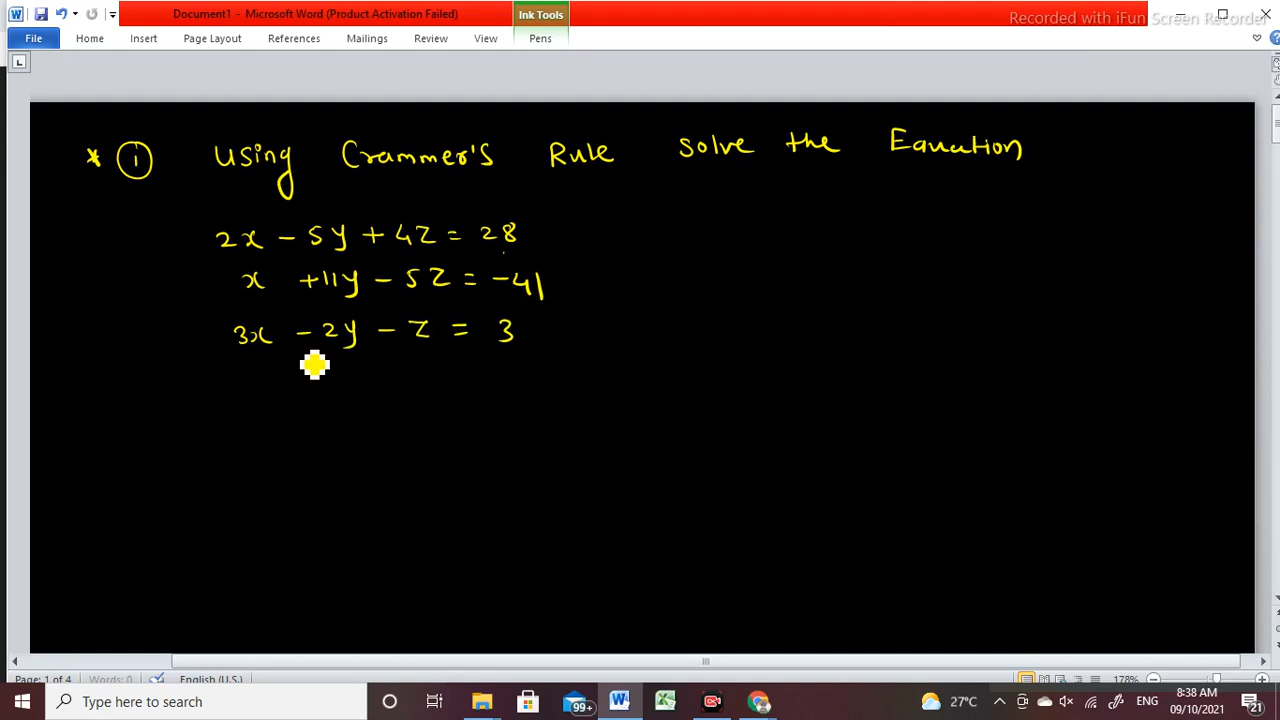 Document1 - Microsoft Word (Product Activation Failed)
Ink Tools
Recorded with iFun Screen Recorder
File Home Insert Page Layout References Mailings Review View Pens
* 1 Using Crammer's Rule solve the Equation
2x - 5y + 4z = 28
x + 11y - 5z = -41
3x - 2y - z = 3
Page: 1 of 4 Words: 0 English (U.S.) 178%
Type here to search
99+
27°C
ENG
8:38 AM
09/10/2021
21